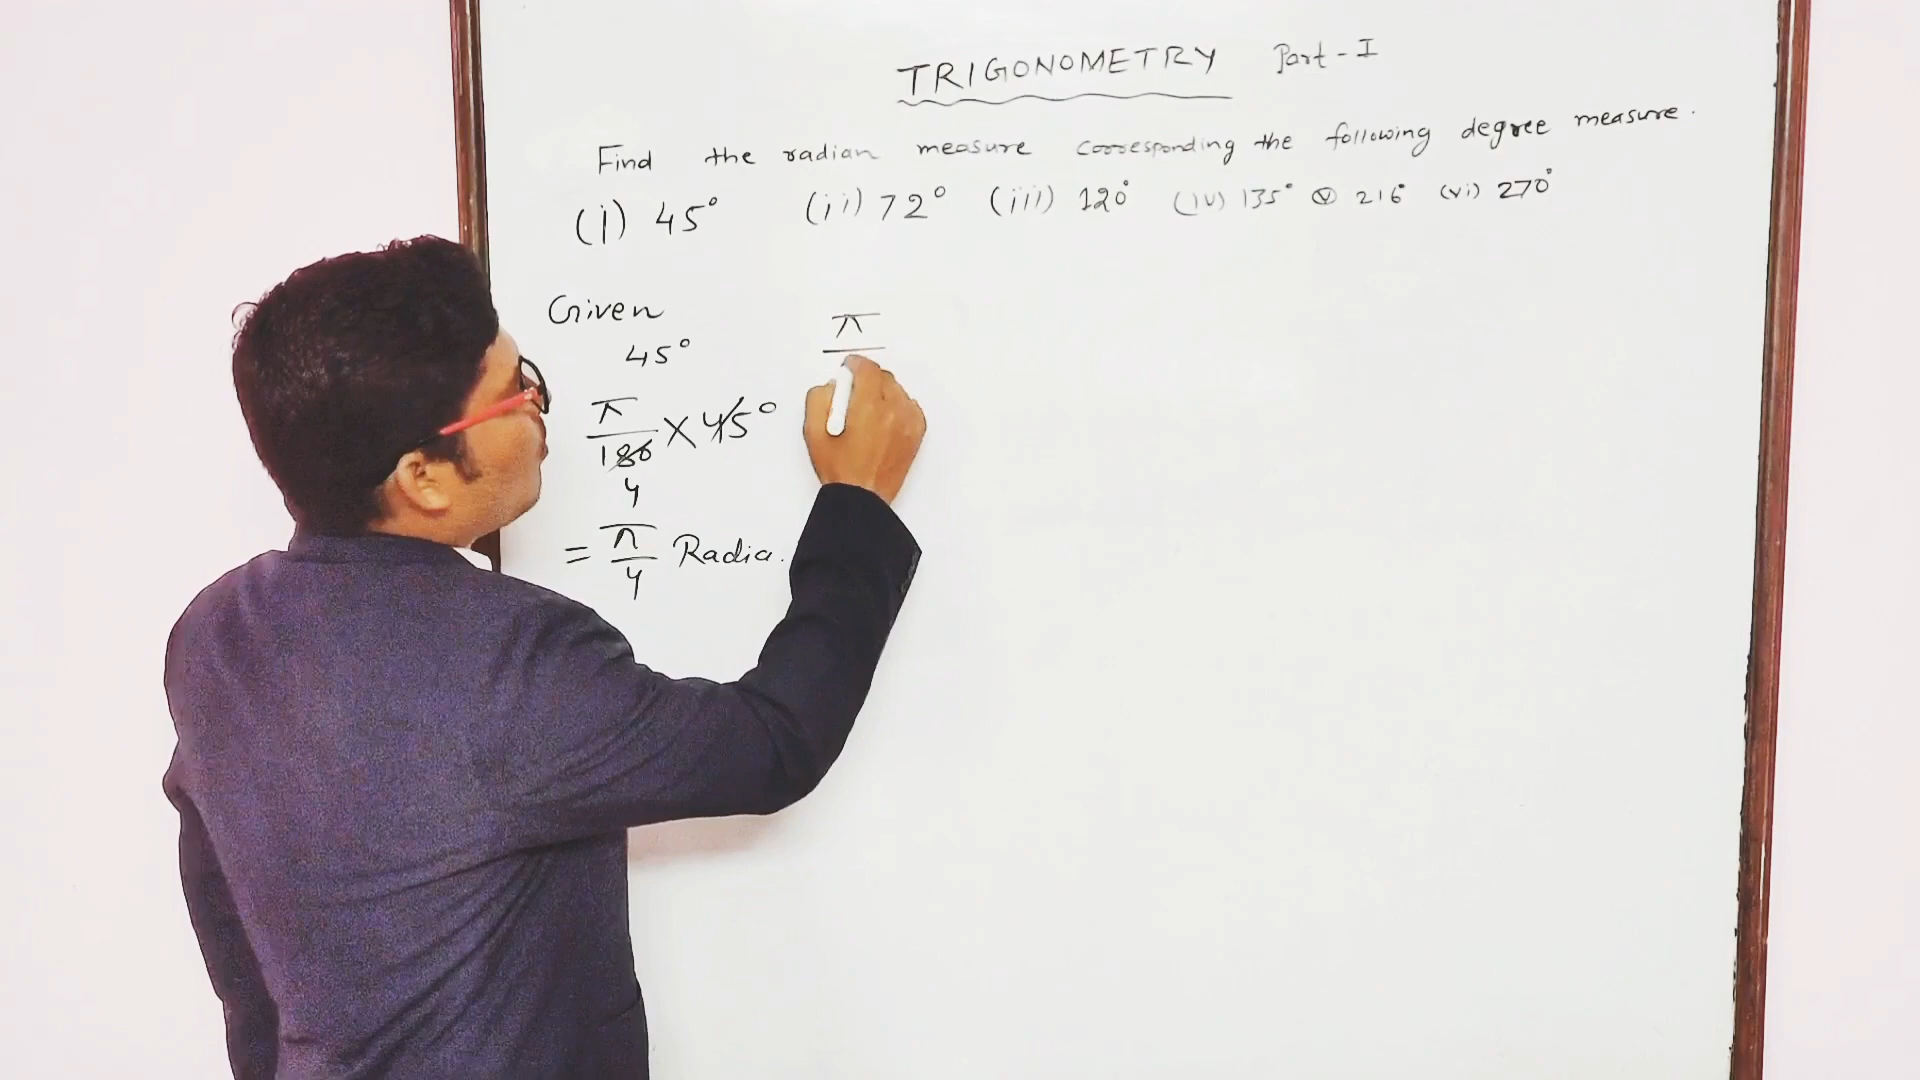 TRIGONOMETRY Part - I
Find the radian measure corresponding the following degree measure.
(i) 45° (ii) 72° (iii) 120° (iv) 135° (v) 216° (vi) 270°
Given
45°
π/180 × 45°
4
= π/4 Radia.
π